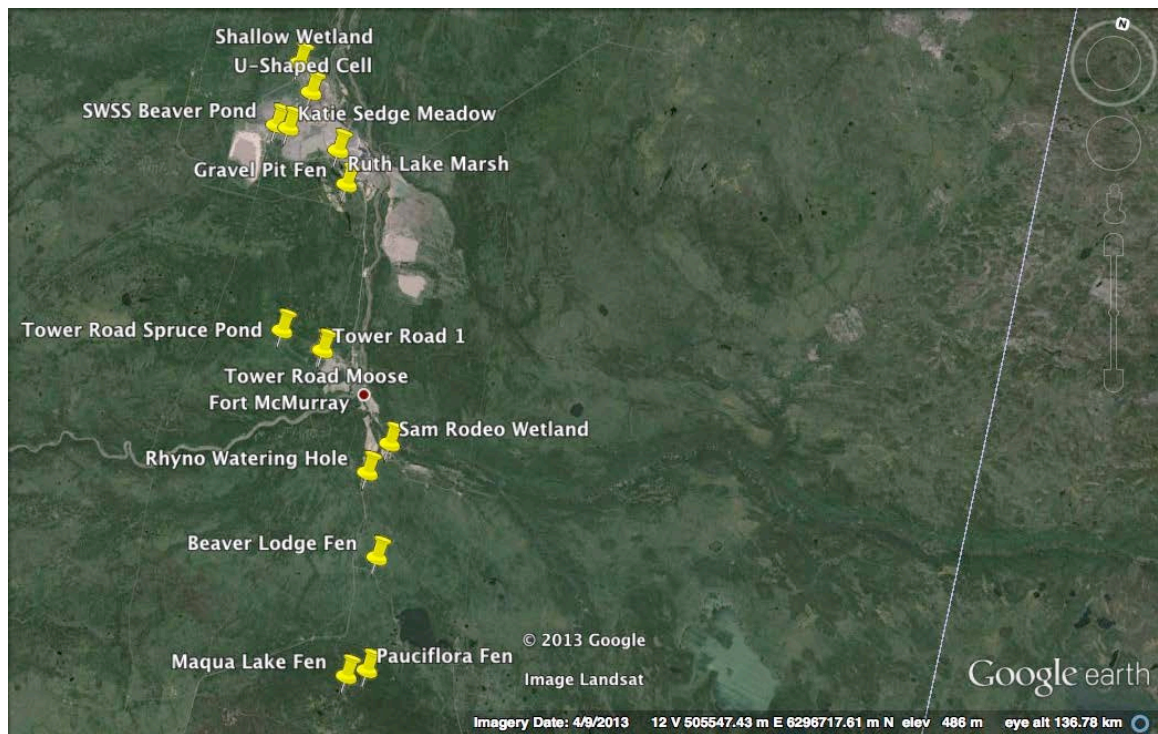 N
Shallow Wetland
U-Shaped Cell
SWSS Beaver Pond
Katie Sedge Meadow
Gravel Pit Fen
Ruth Lake Marsh
Tower Road Spruce Pond
Tower Road 1
Tower Road Moose
Fort McMurray
Sam Rodeo Wetland
Rhyno Watering Hole
Beaver Lodge Fen
© 2013 Google
Maqua Lake Fen
Pauciflora Fen
Image Landsat
Google earth
Imagery Date: 4/9/2013 12 V 505547.43 m E 6296717.61 m N elev 486 m eye alt 136.78 km